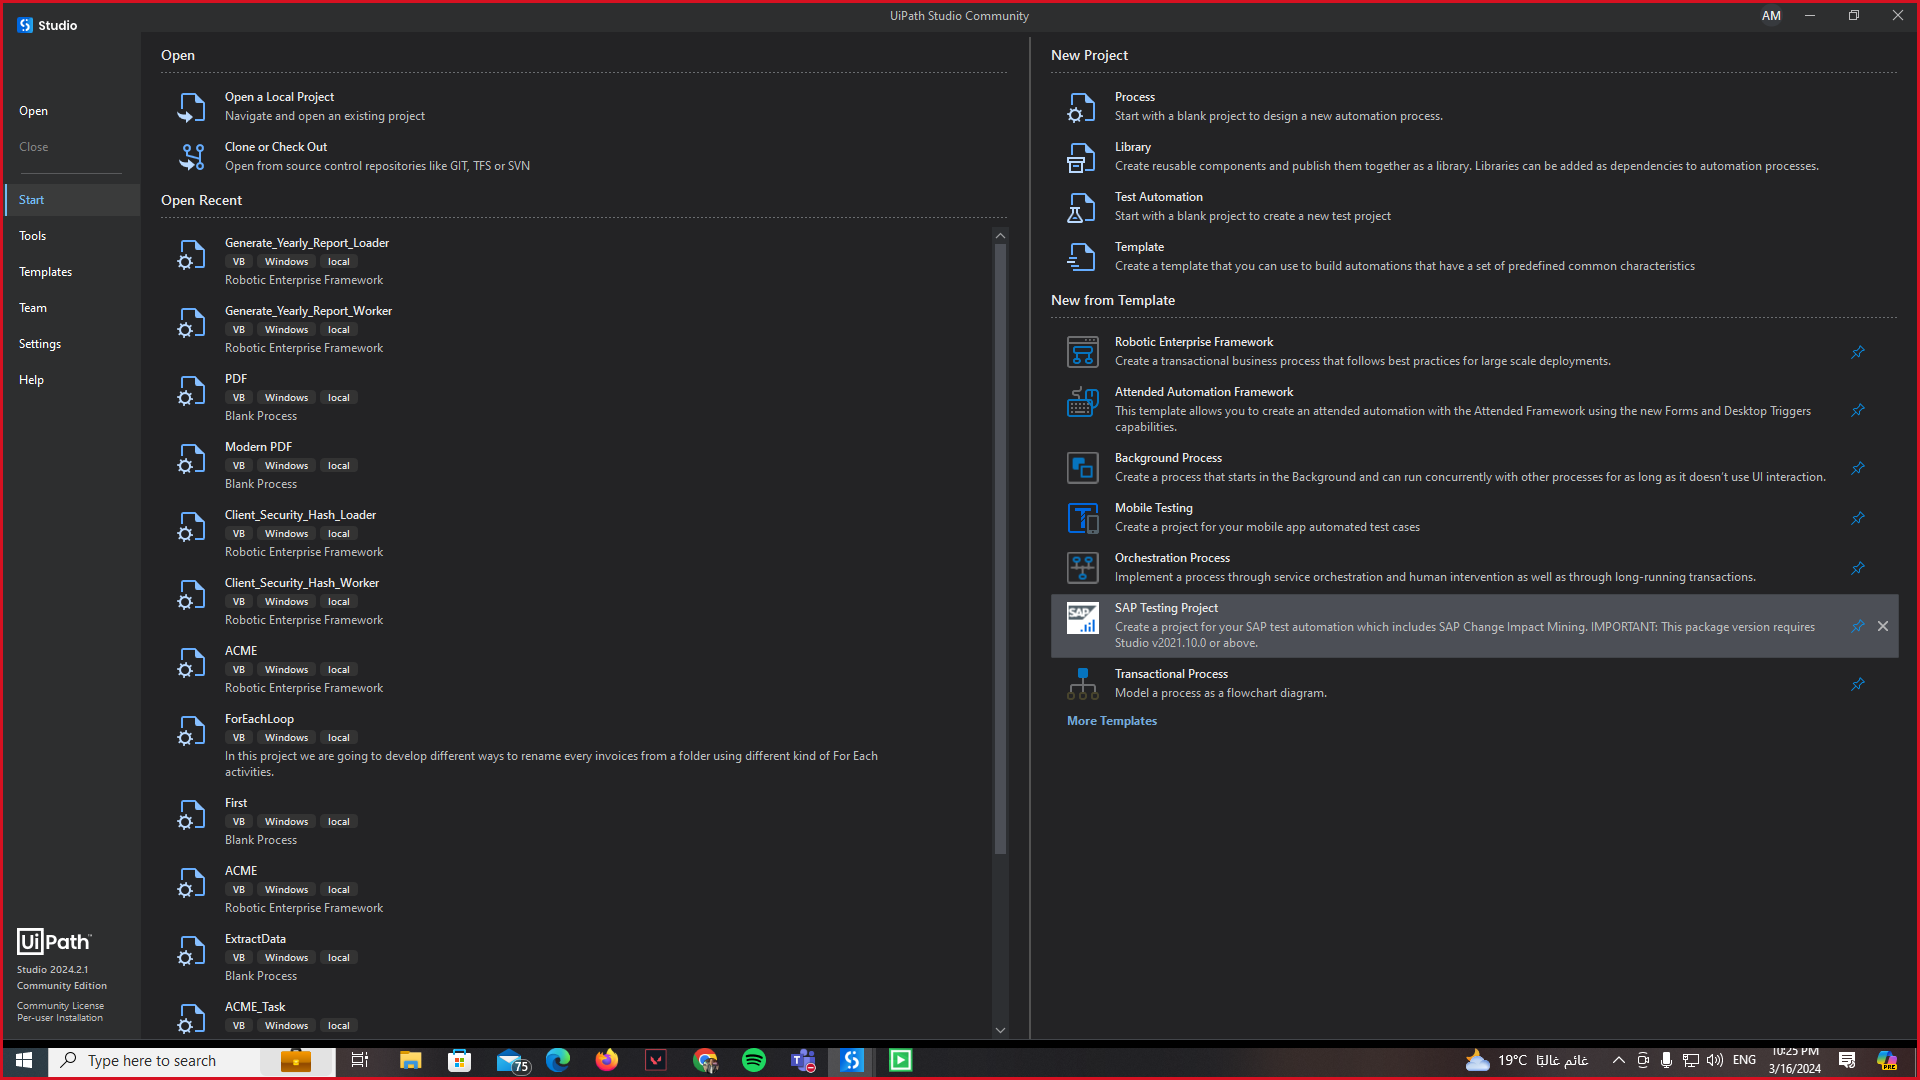 Studio
UiPath Studio Community
AM
Open
Close
Start
Tools
Templates
Team
Settings
Help
Open
Open a Local Project
Navigate and open an existing project
Clone or Check Out
Open from source control repositories like GIT, TFS or SVN
Open Recent
Generate_Yearly_Report_Loader
VB Windows local
Robotic Enterprise Framework
Generate_Yearly_Report_Worker
VB Windows local
Robotic Enterprise Framework
PDF
VB Windows local
Blank Process
Modern PDF
VB Windows local
Blank Process
Client_Security_Hash_Loader
VB Windows local
Robotic Enterprise Framework
Client_Security_Hash_Worker
VB Windows local
Robotic Enterprise Framework
ACME
VB Windows local
Robotic Enterprise Framework
ForEachLoop
VB Windows local
In this project we are going to develop different ways to rename every invoices from a folder using different kind of For Each
activities.
First
VB Windows local
Blank Process
ACME
VB Windows local
Robotic Enterprise Framework
ExtractData
VB Windows local
Blank Process
ACME_Task
VB Windows local
New Project
Process
Start with a blank project to design a new automation process.
Library
Create reusable components and publish them together as a library. Libraries can be added as dependencies to automation processes.
Test Automation
Start with a blank project to create a new test project
Template
Create a template that you can use to build automations that have a set of predefined common characteristics
New from Template
Robotic Enterprise Framework
Create a transactional business process that follows best practices for large scale deployments.
Attended Automation Framework
This template allows you to create an attended automation with the Attended Framework using the new Forms and Desktop Triggers
capabilities.
Background Process
Create a process that starts in the Background and can run concurrently with other processes for as long as it doesn't use UI interaction.
Mobile Testing
Create a project for your mobile app automated test cases
Orchestration Process
Implement a process through service orchestration and human intervention as well as through long-running transactions.
SAP
SAP Testing Project
Create a project for your SAP test automation which includes SAP Change Impact Mining. IMPORTANT: This package version requires
Studio v2021.10.0 or above.
Transactional Process
Model a process as a flowchart diagram.
More Templates
UiPath™
Studio 2024.2.1
Community Edition
Community License
Per-user Installation
Type here to search
75
19°C غائم غالبًا
ENG
10:25 PM
3/16/2024
PRE